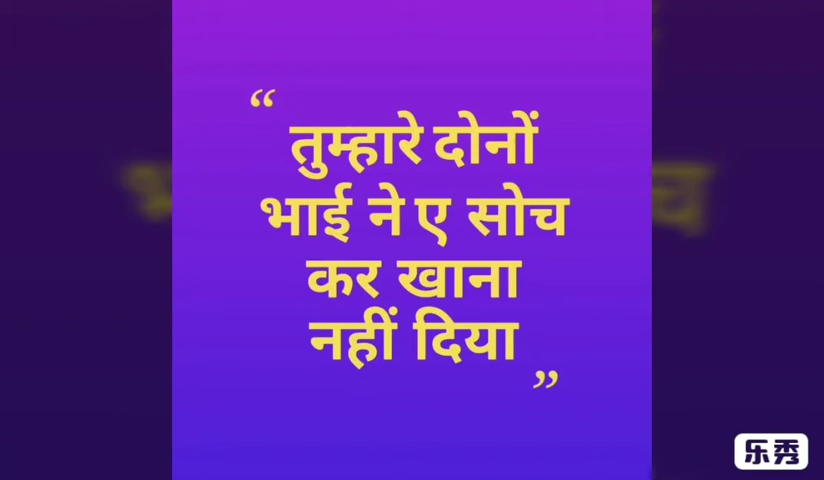 “
तुम्हारे दोनों
भाई ने ए सोच
कर खाना
नहीं दिया
”
乐秀